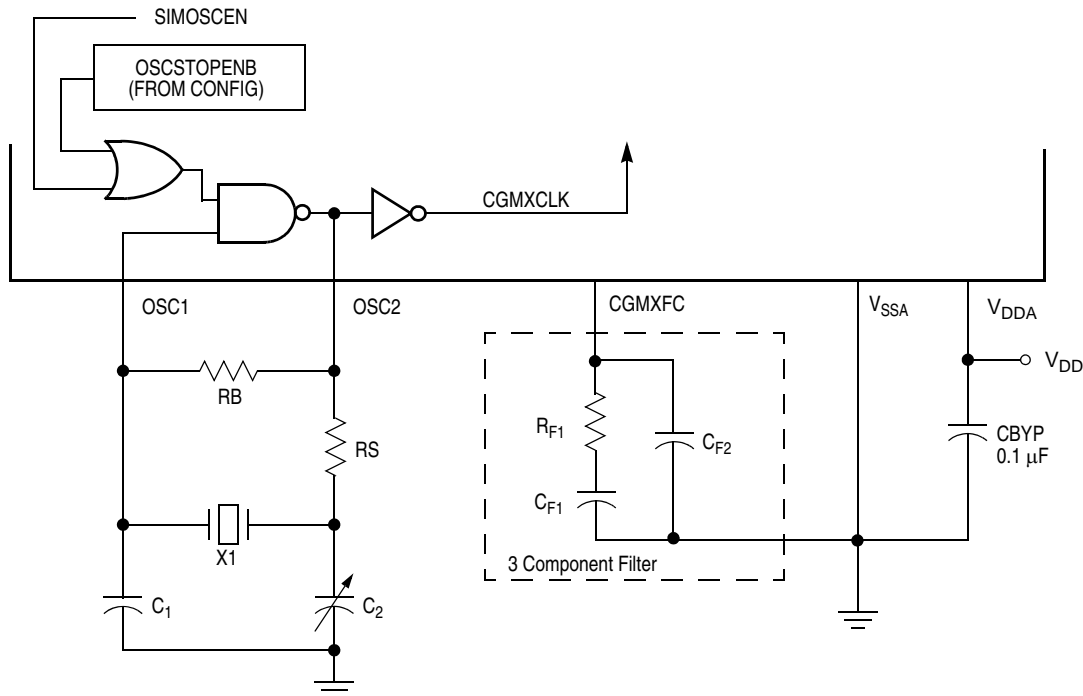 SIMOSCEN
OSCSTOPENB
(FROM CONFIG)
CGMXCLK
OSC1
OSC2
CGMXFC
VSSA
VDDA
VDD
RB
RS
RF1
CF2
CBYP
0.1 µF
CF1
X1
3 Component Filter
C1
C2